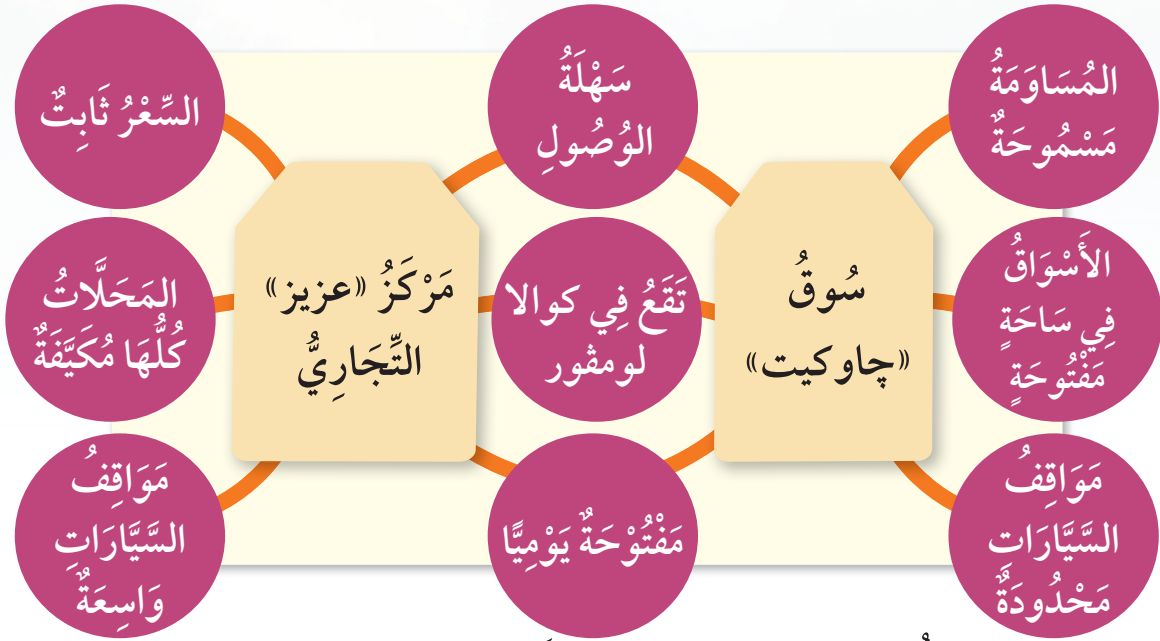 المُسَاوَمَةُ
مَسْمُوحَةٌ
سَهْلَةُ
الوُصُولِ
السِّعْرُ ثَابِتٌ
الأَسْوَاقُ
فِي سَاحَةٍ
مَفْتُوحَةٍ
سُوقُ
«چاوكيت»
تَقَعُ فِي كوالا
لومڤور
مَرْكَزُ «عزيز»
التِّجَارِيُّ
المَحَلَّاتُ
كُلُّهَا مُكَيَّفَةٌ
مَوَاقِفُ
السَّيَّارَاتِ
مَحْدُودَةٌ
مَفْتُوْحَةٌ يَوْمِيًّا
مَوَاقِفُ
السَّيَّارَاتِ
وَاسِعَةٌ